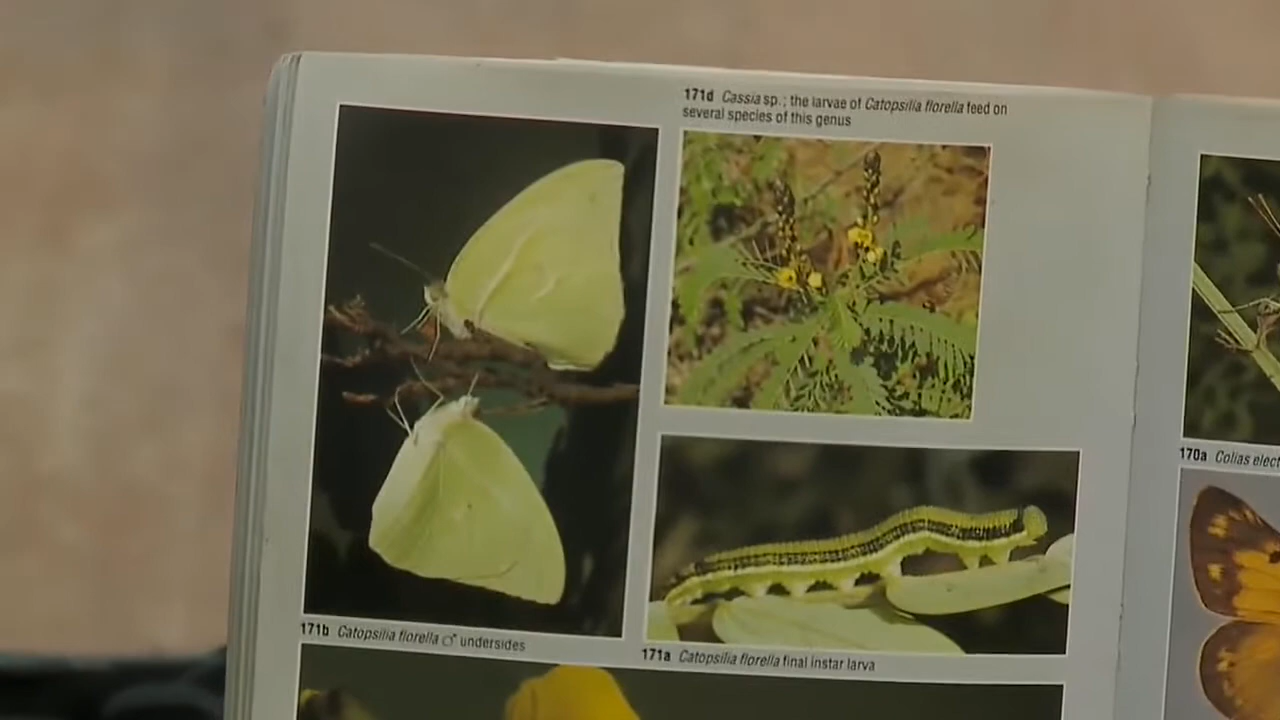 171d Cassia sp.; the larvae of Catopsilia florella feed on
several species of this genus
171b Catopsilia florella ♂ undersides
171a Catopsilia florella final instar larva
170a Colias elect